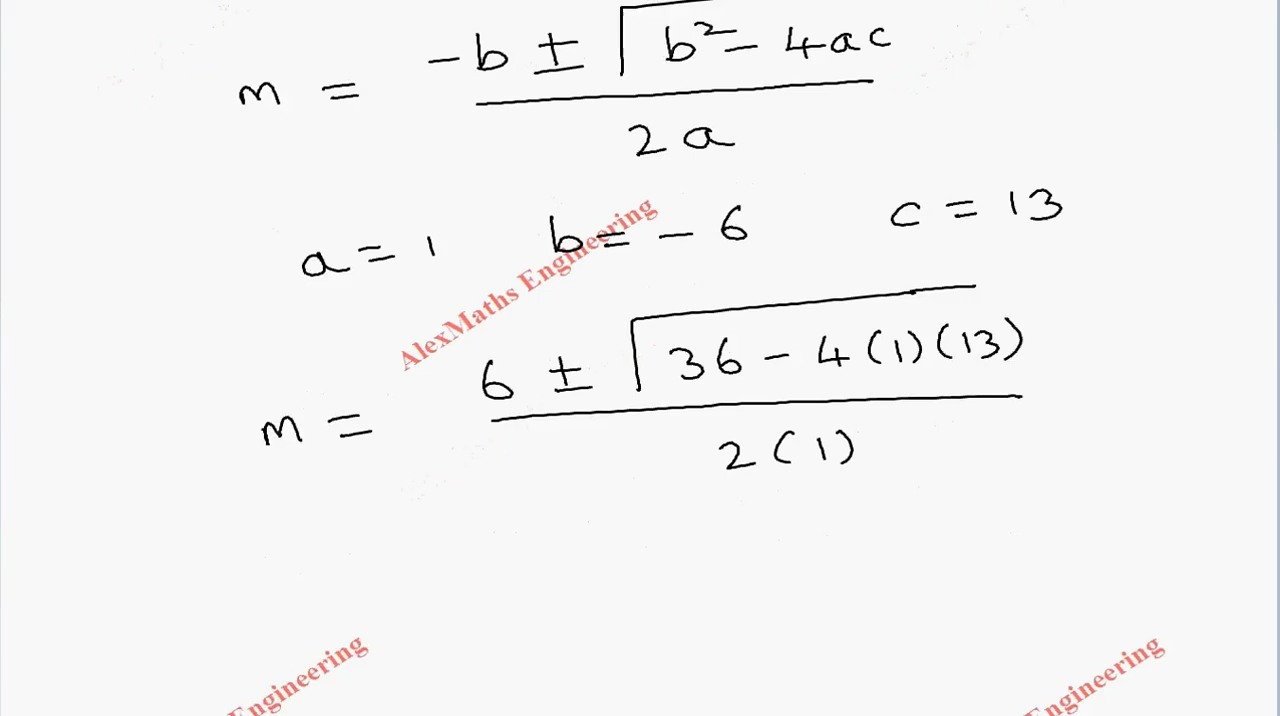 m = -b ± √b² - 4ac / 2a
a = 1 b = -6 c = 13
AlexMaths Engineering
m = 6 ± √36 - 4(1)(13) / 2(1)
Engineering
Engineering